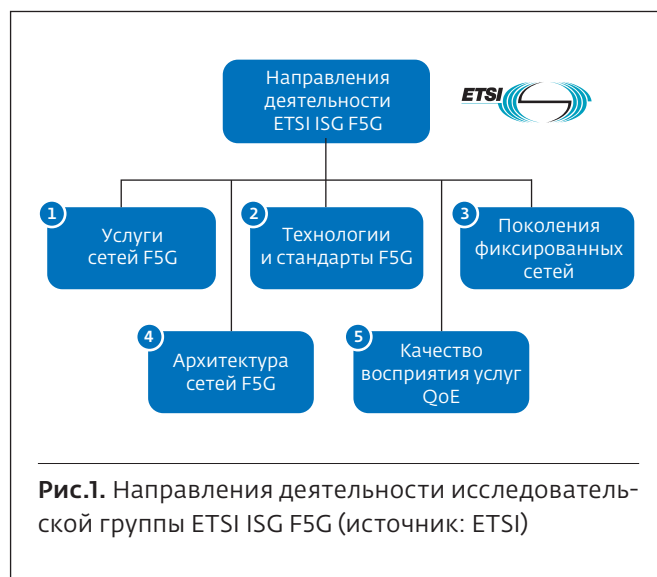 Направления
деятельности
ETSI ISG F5G
ETSI
1
Услуги
сетей F5G
2
Технологии
и стандарты F5G
3
Поколения
фиксированных
сетей
4
Архитектура
сетей F5G
5
Качество
восприятия услуг
QoE
Рис.1. Направления деятельности исследователь-
ской группы ETSI ISG F5G (источник: ETSI)